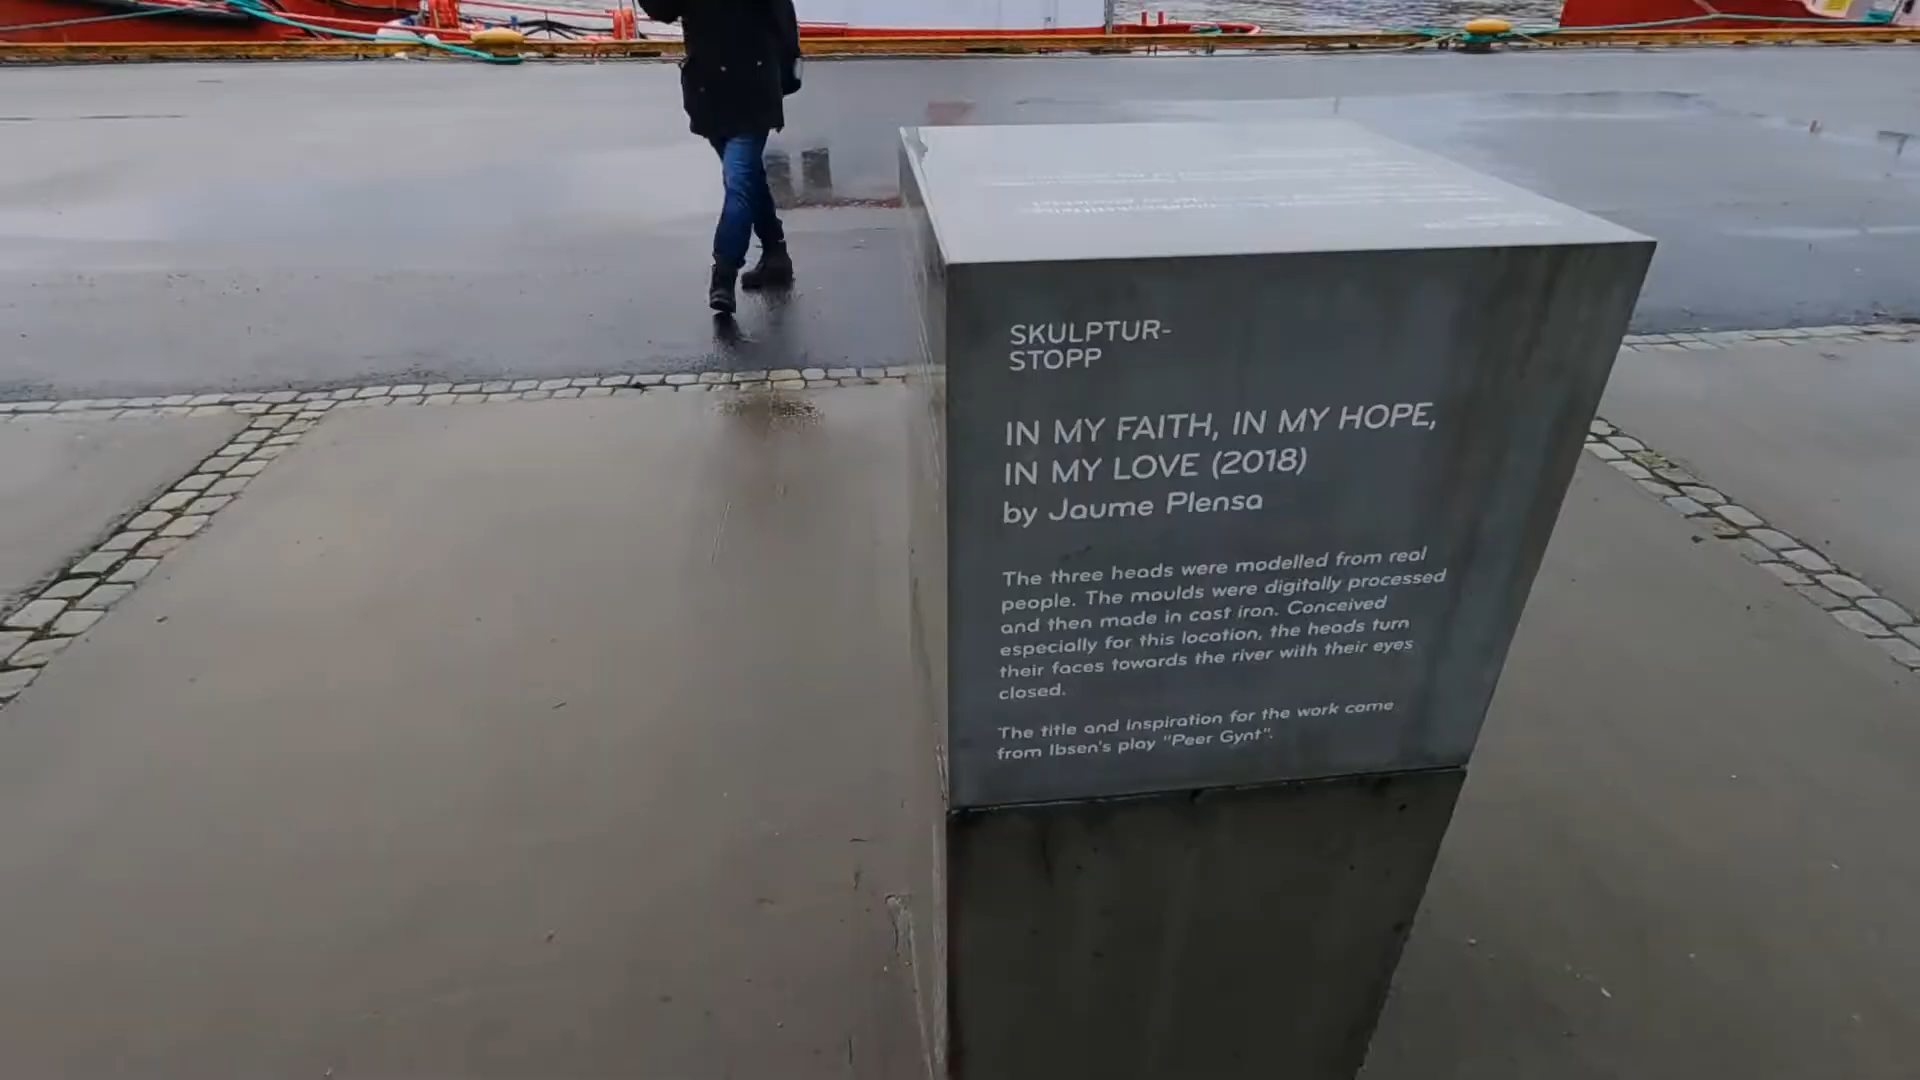 SKULPTUR-
STOPP
IN MY FAITH, IN MY HOPE,
IN MY LOVE (2018)
by Jaume Plensa
The three heads were modelled from real
people. The moulds were digitally processed
and then made in cast iron. Conceived
especially for this location, the heads turn
their faces towards the river with their eyes
closed.
The title and inspiration for the work come
from Ibsen's play "Peer Gynt".